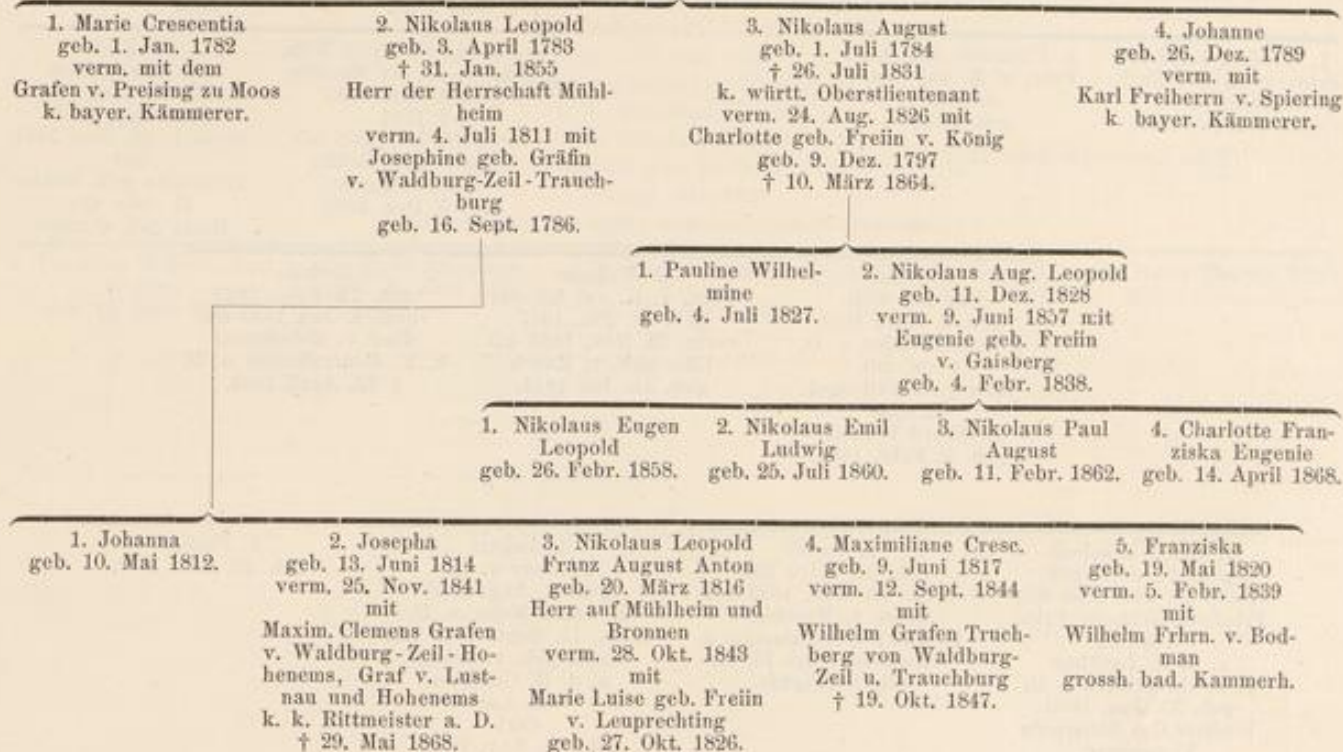 1. Marie Crescentia
geb. 1. Jan. 1782
verm. mit dem
Grafen v. Preising zu Moos
k. bayer. Kämmerer.
2. Nikolaus Leopold
geb. 3. April 1783
† 31. Jan. 1855
Herr der Herrschaft Mühl-
heim
verm. 4. Juli 1811 mit
Josephine geb. Gräfin
v. Waldburg-Zeil-Trauch-
burg
geb. 16. Sept. 1786.
3. Nikolaus August
geb. 1. Juli 1784
† 26. Juli 1831
k. württ. Oberstlieutenant
verm. 24. Aug. 1826 mit
Charlotte geb. Freiin v. König
geb. 9. Dez. 1797
† 10. März 1864.
4. Johanne
geb. 26. Dez. 1789
verm. mit
Karl Freiherrn v. Spiering
k. bayer. Kämmerer.
1. Pauline Wilhel-
mine
geb. 4. Juli 1827.
2. Nikolaus Aug. Leopold
geb. 11. Dez. 1828
verm. 9. Juni 1857 mit
Eugenie geb. Freiin
v. Gaisberg
geb. 4. Febr. 1838.
1. Nikolaus Eugen
Leopold
geb. 26. Febr. 1858.
2. Nikolaus Emil
Ludwig
geb. 25. Juli 1860.
3. Nikolaus Paul
August
geb. 11. Febr. 1862.
4. Charlotte Fran-
ziska Eugenie
geb. 14. April 1868.
1. Johanna
geb. 10. Mai 1812.
2. Josepha
geb. 13. Juni 1814
verm. 25. Nov. 1841
mit
Maxim. Clemens Grafen
v. Waldburg-Zeil-Ho-
henems, Graf v. Lust-
nau und Hohenems
k. k. Rittmeister a. D.
† 29. Mai 1868.
3. Nikolaus Leopold
Franz August Anton
geb. 20. März 1816
Herr auf Mühlheim und
Bronnen
verm. 28. Okt. 1843
mit
Marie Luise geb. Freiin
v. Leuprechting
geb. 27. Okt. 1826.
4. Maximiliane Cresc.
geb. 9. Juni 1817
verm. 12. Sept. 1844
mit
Wilhelm Grafen Truch-
berg von Waldburg-
Zeil u. Trauchburg
† 19. Okt. 1847.
5. Franziska
geb. 19. Mai 1820
verm. 5. Febr. 1839
mit
Wilhelm Frhrn. v. Bod-
man
grossh. bad. Kammerh.